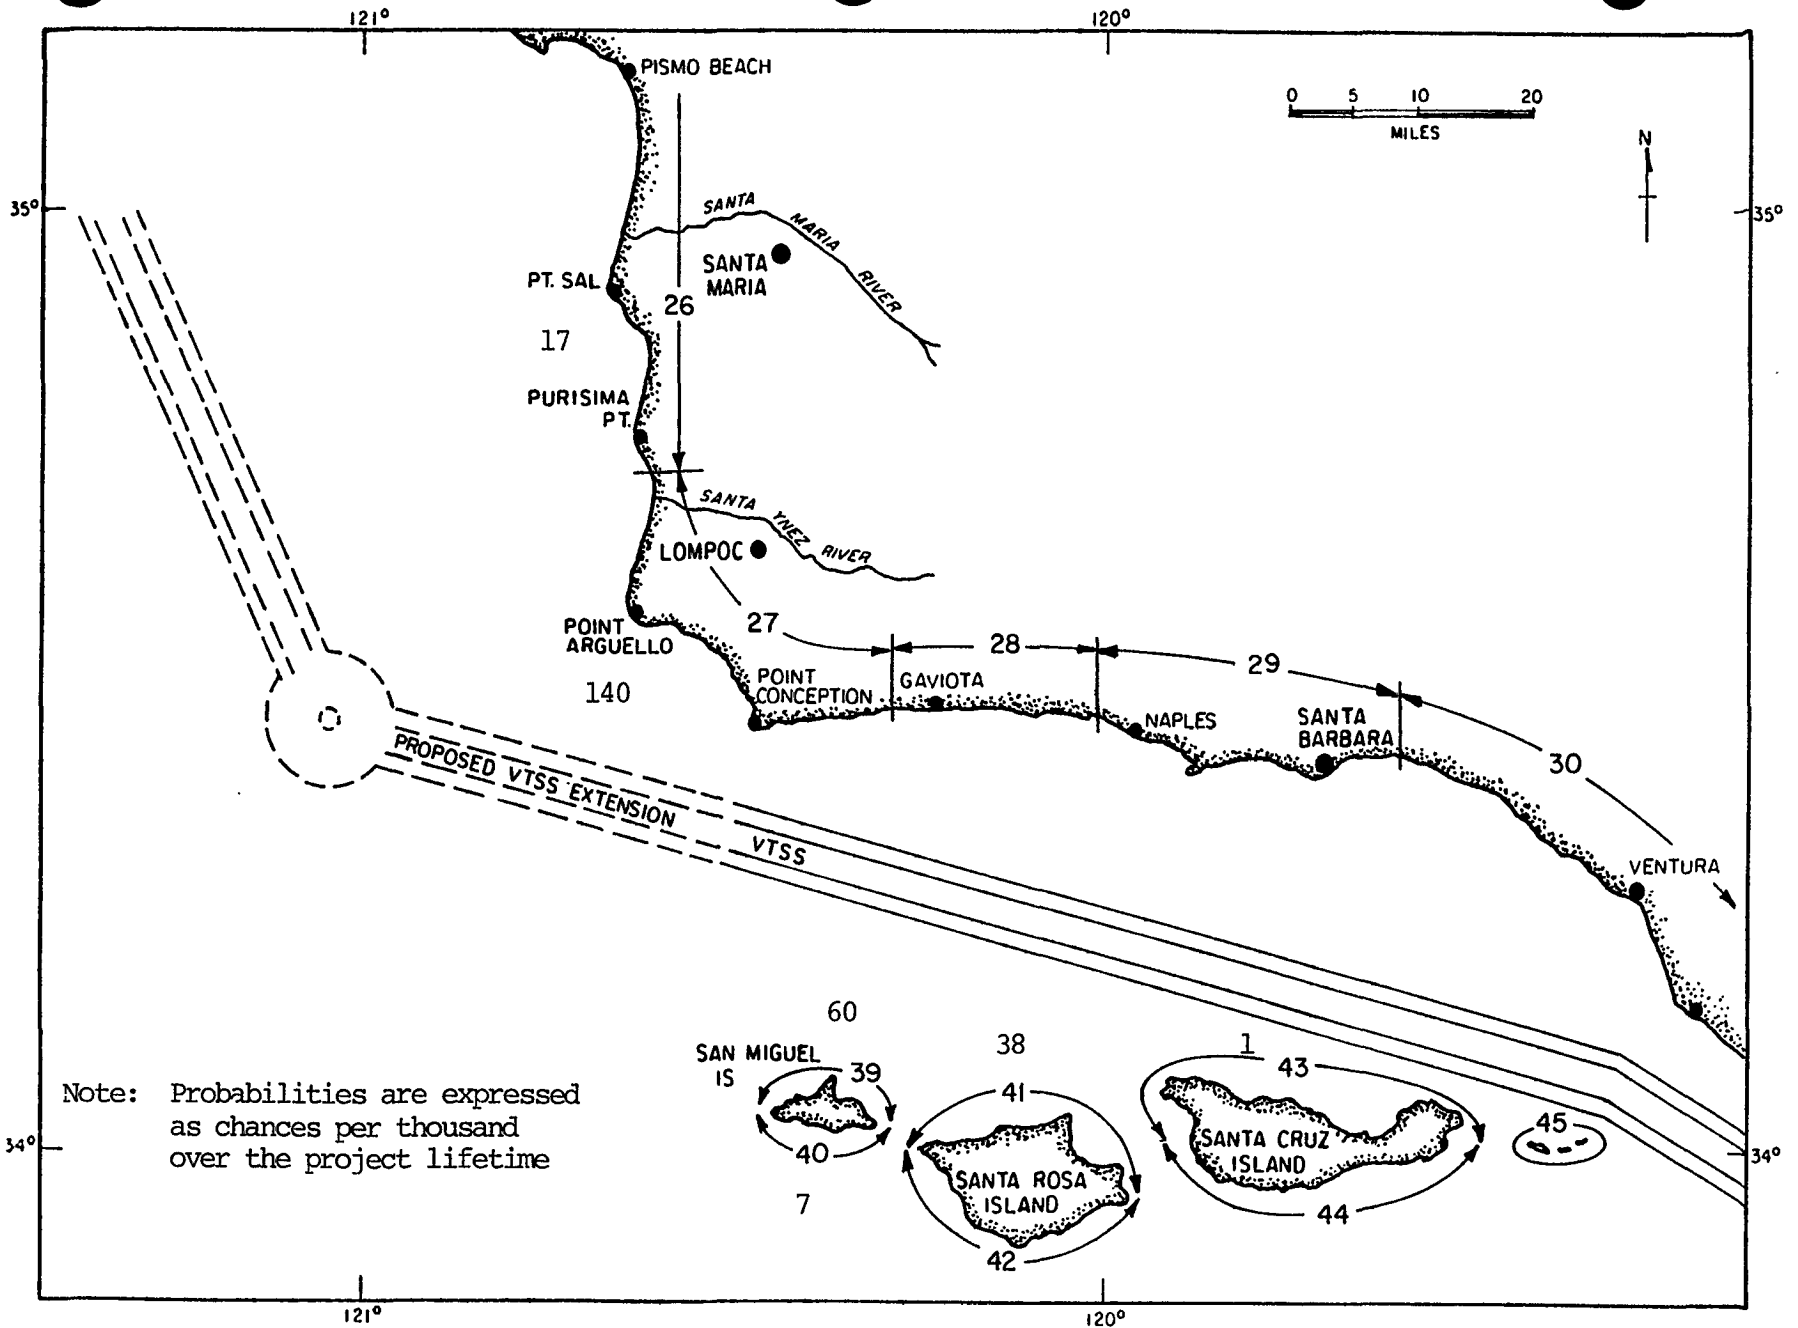 121°
120°
PISMO BEACH
0 5 10 20
MILES
N
35°
35°
SANTA MARIA RIVER
SANTA
MARIA
PT. SAL
26
17
PURISIMA
PT.
SANTA YNEZ RIVER
LOMPOC
27
POINT
ARGUELLO
28
29
140
POINT
CONCEPTION
GAVIOTA
NAPLES
SANTA
BARBARA
30
PROPOSED VTSS EXTENSION
VTSS
VENTURA
60
38
1
SAN MIGUEL
IS
39
43
41
Note: Probabilities are expressed
as chances per thousand
over the project lifetime
34°
34°
40
45
SANTA CRUZ
ISLAND
SANTA ROSA
ISLAND
7
44
42
121°
120°